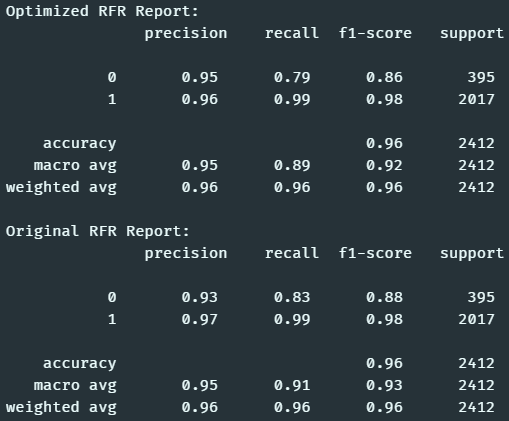 Optimized RFR Report:
precision recall f1-score support
0 0.95 0.79 0.86 395
1 0.96 0.99 0.98 2017
accuracy 0.96 2412
macro avg 0.95 0.89 0.92 2412
weighted avg 0.96 0.96 0.96 2412
Original RFR Report:
precision recall f1-score support
0 0.93 0.83 0.88 395
1 0.97 0.99 0.98 2017
accuracy 0.96 2412
macro avg 0.95 0.91 0.93 2412
weighted avg 0.96 0.96 0.96 2412